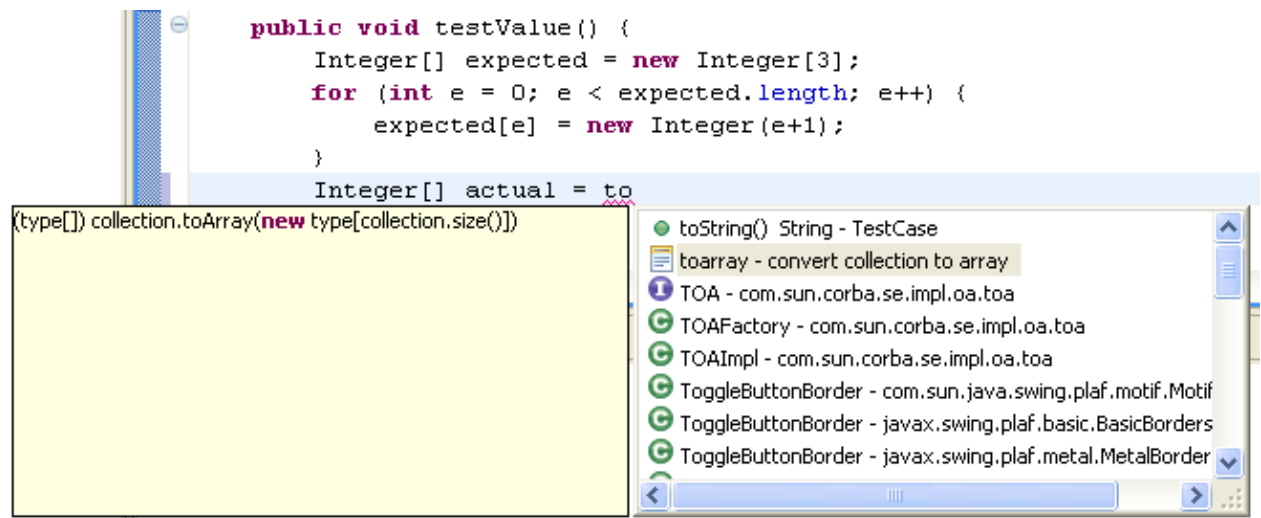 public void testValue() {
Integer[] expected = new Integer[3];
for (int e = 0; e < expected.length; e++) {
expected[e] = new Integer(e+1);
}
Integer[] actual = to
(type[]) collection.toArray(new type[collection.size()])
toString() String - TestCase
toarray - convert collection to array
TOA - com.sun.corba.se.impl.oa.toa
TOAFactory - com.sun.corba.se.impl.oa.toa
TOAImpl - com.sun.corba.se.impl.oa.toa
ToggleButtonBorder - com.sun.java.swing.plaf.motif.Motif
ToggleButtonBorder - javax.swing.plaf.basic.BasicBorders
ToggleButtonBorder - javax.swing.plaf.metal.MetalBorder